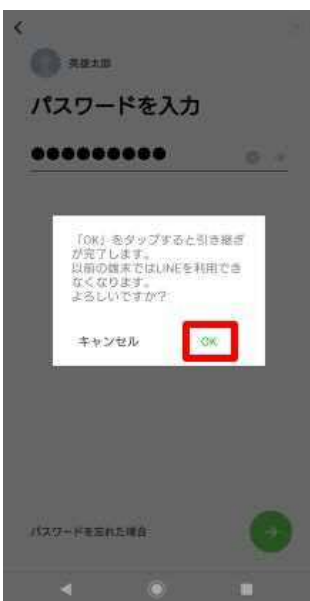 英雄太郎
パスワードを入力
●●●●●●●●●
「OK」をタップすると引き継ぎ
が完了します。
以前の端末ではLINEを利用でき
なくなります。
よろしいですか?
キャンセル
OK
パスワードを忘れた場合